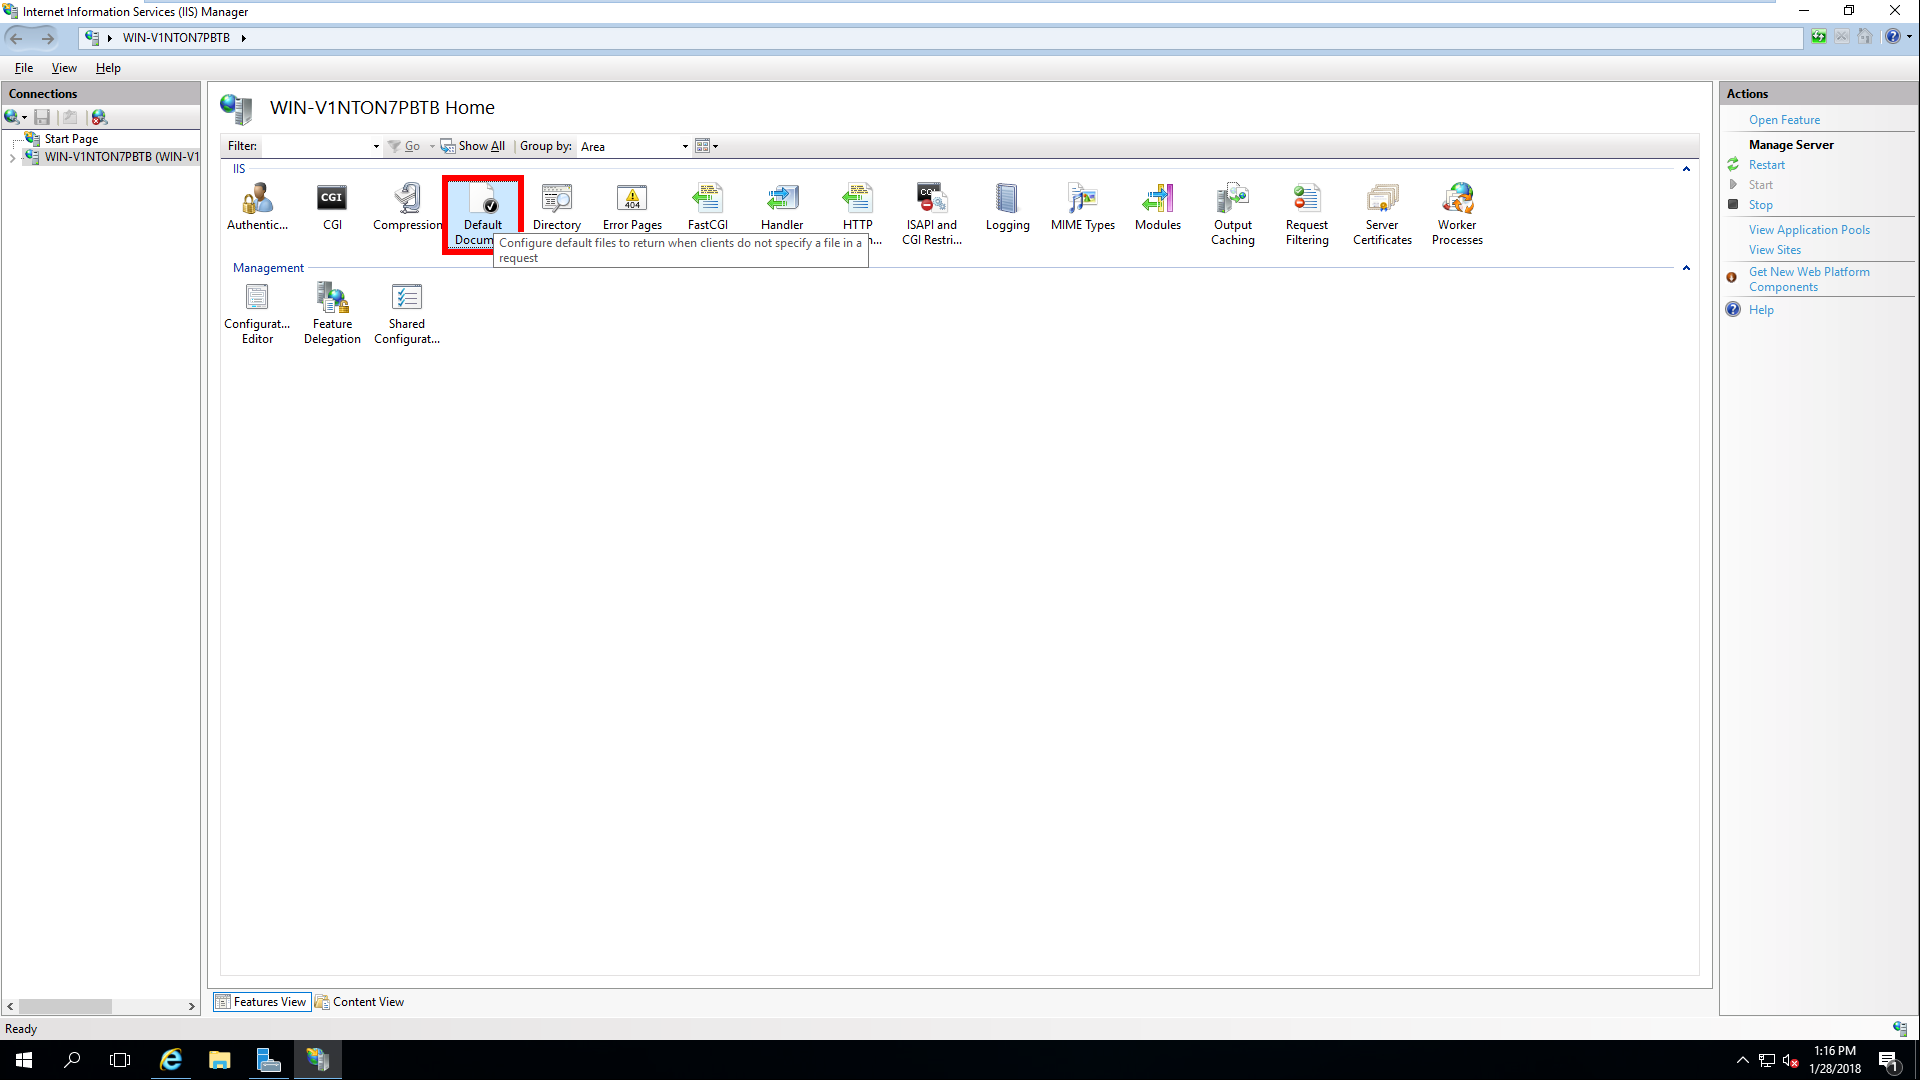 Internet Information Services (IIS) Manager
WIN-V1NTON7PBTB
File View Help
Connections
Start Page
WIN-V1NTON7PBTB (WIN-V1
WIN-V1NTON7PBTB Home
Filter: Go Show All Group by: Area
IIS
Authentic...
CGI
CGI
Compression
Default
Docum
Directory
404
Error Pages
FastCGI
Handler
HTTP
...
ISAPI and
CGI Restri...
Logging
MIME Types
Modules
Output
Caching
Request
Filtering
Server
Certificates
Worker
Processes
Configure default files to return when clients do not specify a file in a
request
Management
Configurat...
Editor
Feature
Delegation
Shared
Configurat...
Features View
Content View
Actions
Open Feature
Manage Server
Restart
Start
Stop
View Application Pools
View Sites
Get New Web Platform
Components
Help
Ready
1:16 PM
1/28/2018
1